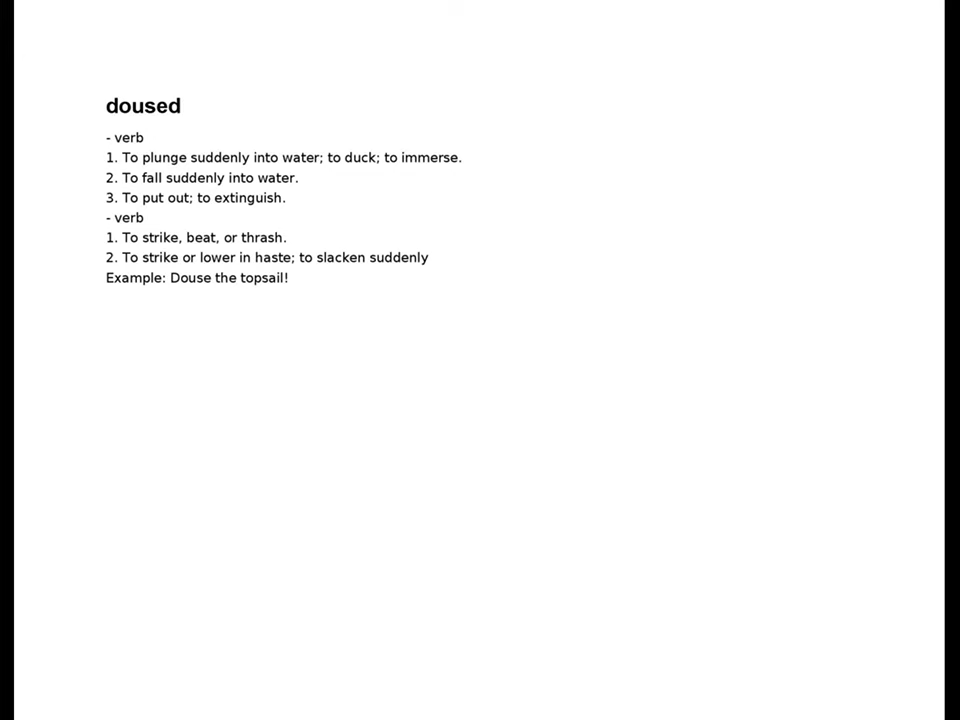 doused
- verb
1. To plunge suddenly into water; to duck; to immerse.
2. To fall suddenly into water.
3. To put out; to extinguish.
- verb
1. To strike, beat, or thrash.
2. To strike or lower in haste; to slacken suddenly
Example: Douse the topsail!